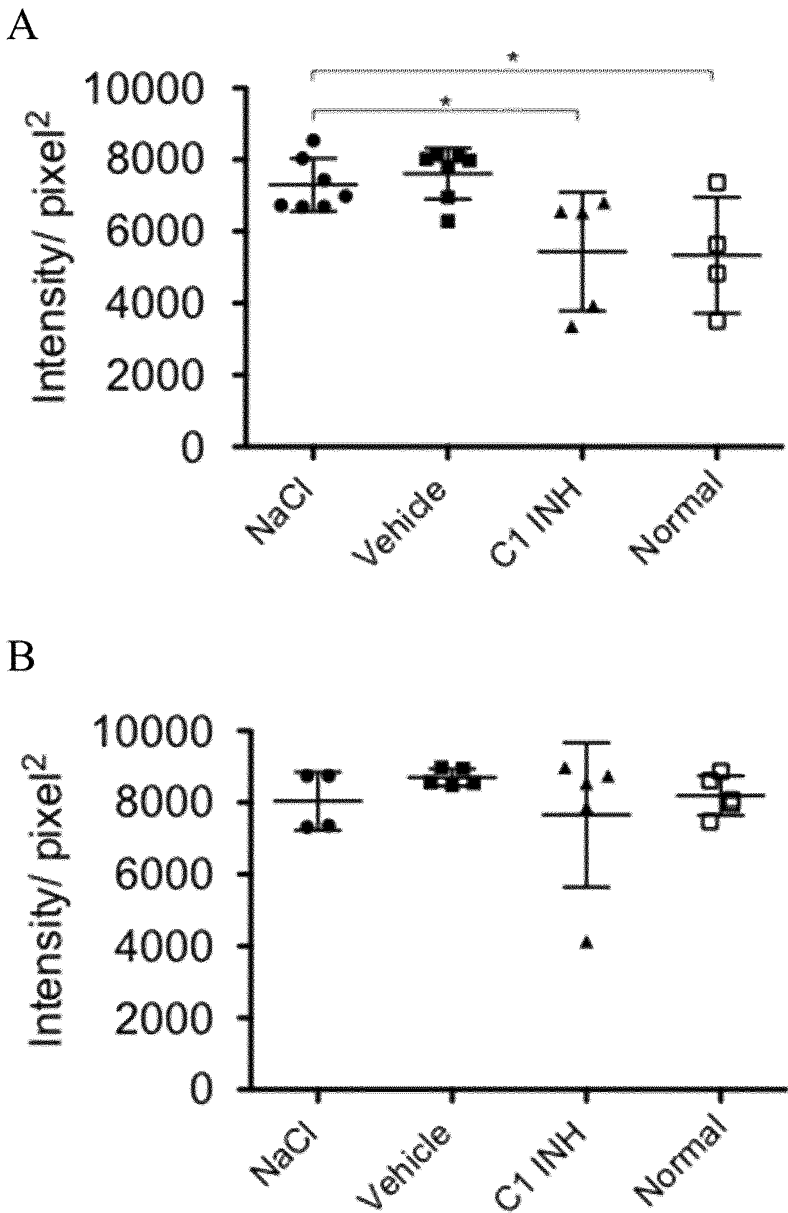 A
*
*
10000
8000
6000
4000
2000
0
Intensity/ pixel2
NaCl
Vehicle
C1 INH
Normal
B
10000
8000
6000
4000
2000
0
Intensity/ pixel2
NaCl
Vehicle
C1 INH
Normal